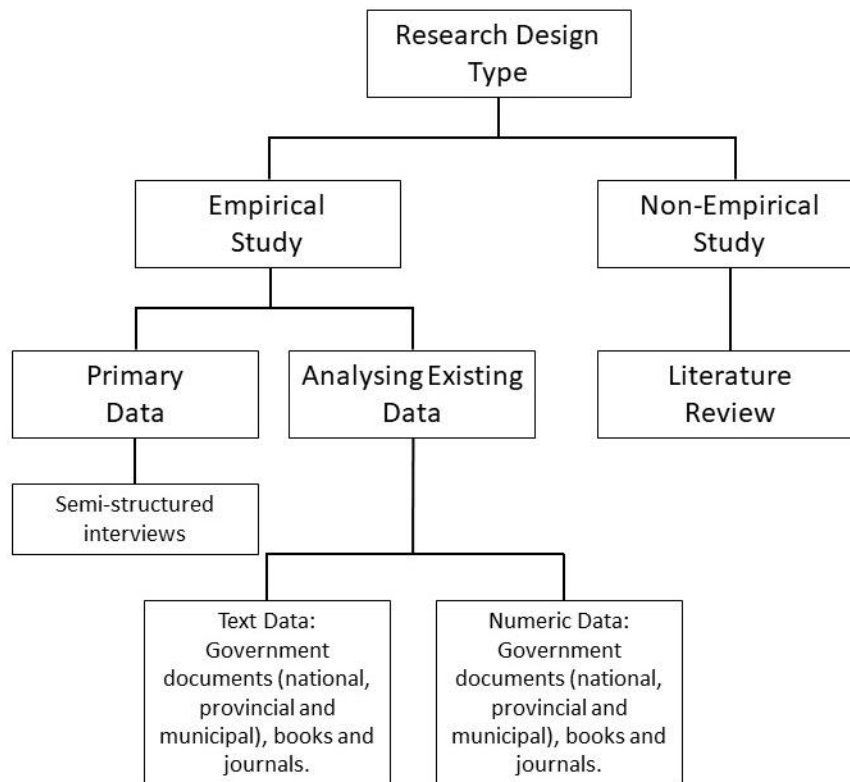 Research Design
Type
Empirical
Study
Non-Empirical
Study
Primary
Data
Analysing Existing
Data
Literature
Review
Semi-structured
interviews
Text Data:
Government
documents (national,
provincial and
municipal), books and
journals.
Numeric Data:
Government
documents (national,
provincial and
municipal), books and
journals.